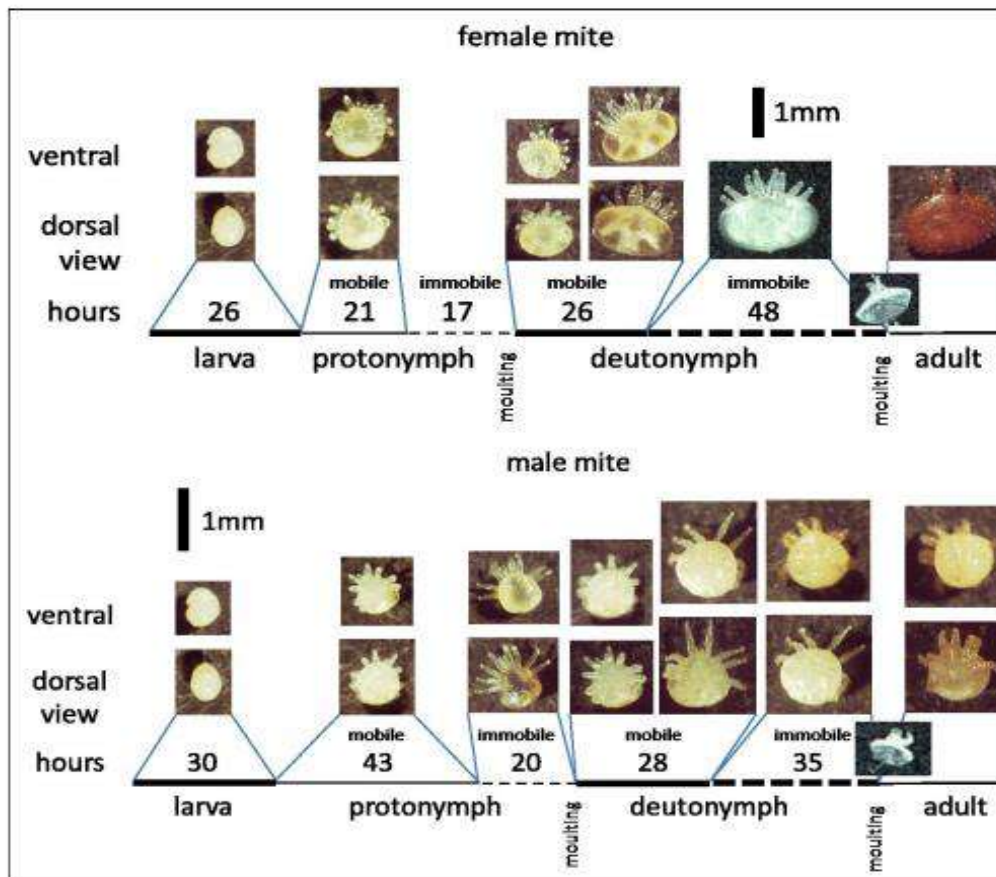 female mite
1mm
ventral
dorsal
view
mobile immobile mobile immobile
hours 26 21 17 26 48
larva protonymph moulting deutonymph moulting adult
male mite
1mm
ventral
dorsal
view
mobile immobile mobile immobile
hours 30 43 20 28 35
larva protonymph moulting deutonymph moulting adult